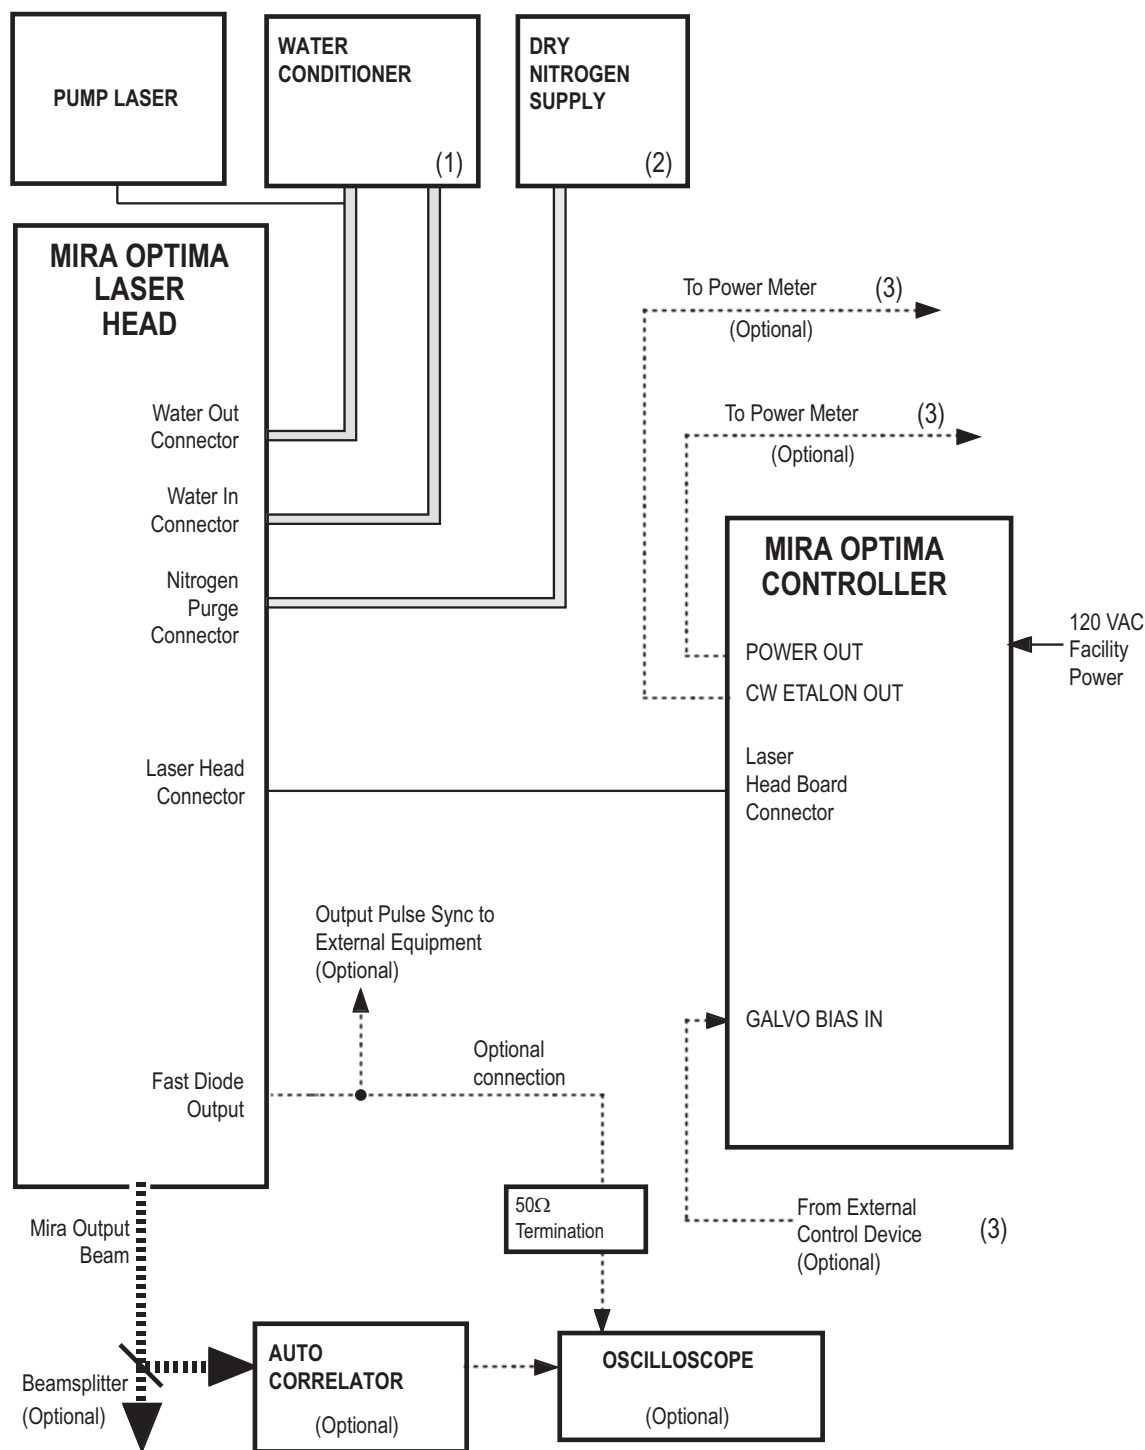 PUMP LASER
WATER
CONDITIONER
(1)
DRY
NITROGEN
SUPPLY
(2)
MIRA OPTIMA
LASER
HEAD
Water Out
Connector
Water In
Connector
Nitrogen
Purge
Connector
Laser Head
Connector
Fast Diode
Output
To Power Meter (3)
(Optional)
To Power Meter (3)
(Optional)
MIRA OPTIMA
CONTROLLER
POWER OUT
CW ETALON OUT
Laser
Head Board
Connector
GALVO BIAS IN
120 VAC
Facility
Power
Output Pulse Sync to
External Equipment
(Optional)
Optional
connection
50Ω
Termination
From External
Control Device (3)
(Optional)
Mira Output
Beam
Beamsplitter
(Optional)
AUTO
CORRELATOR
(Optional)
OSCILLOSCOPE
(Optional)